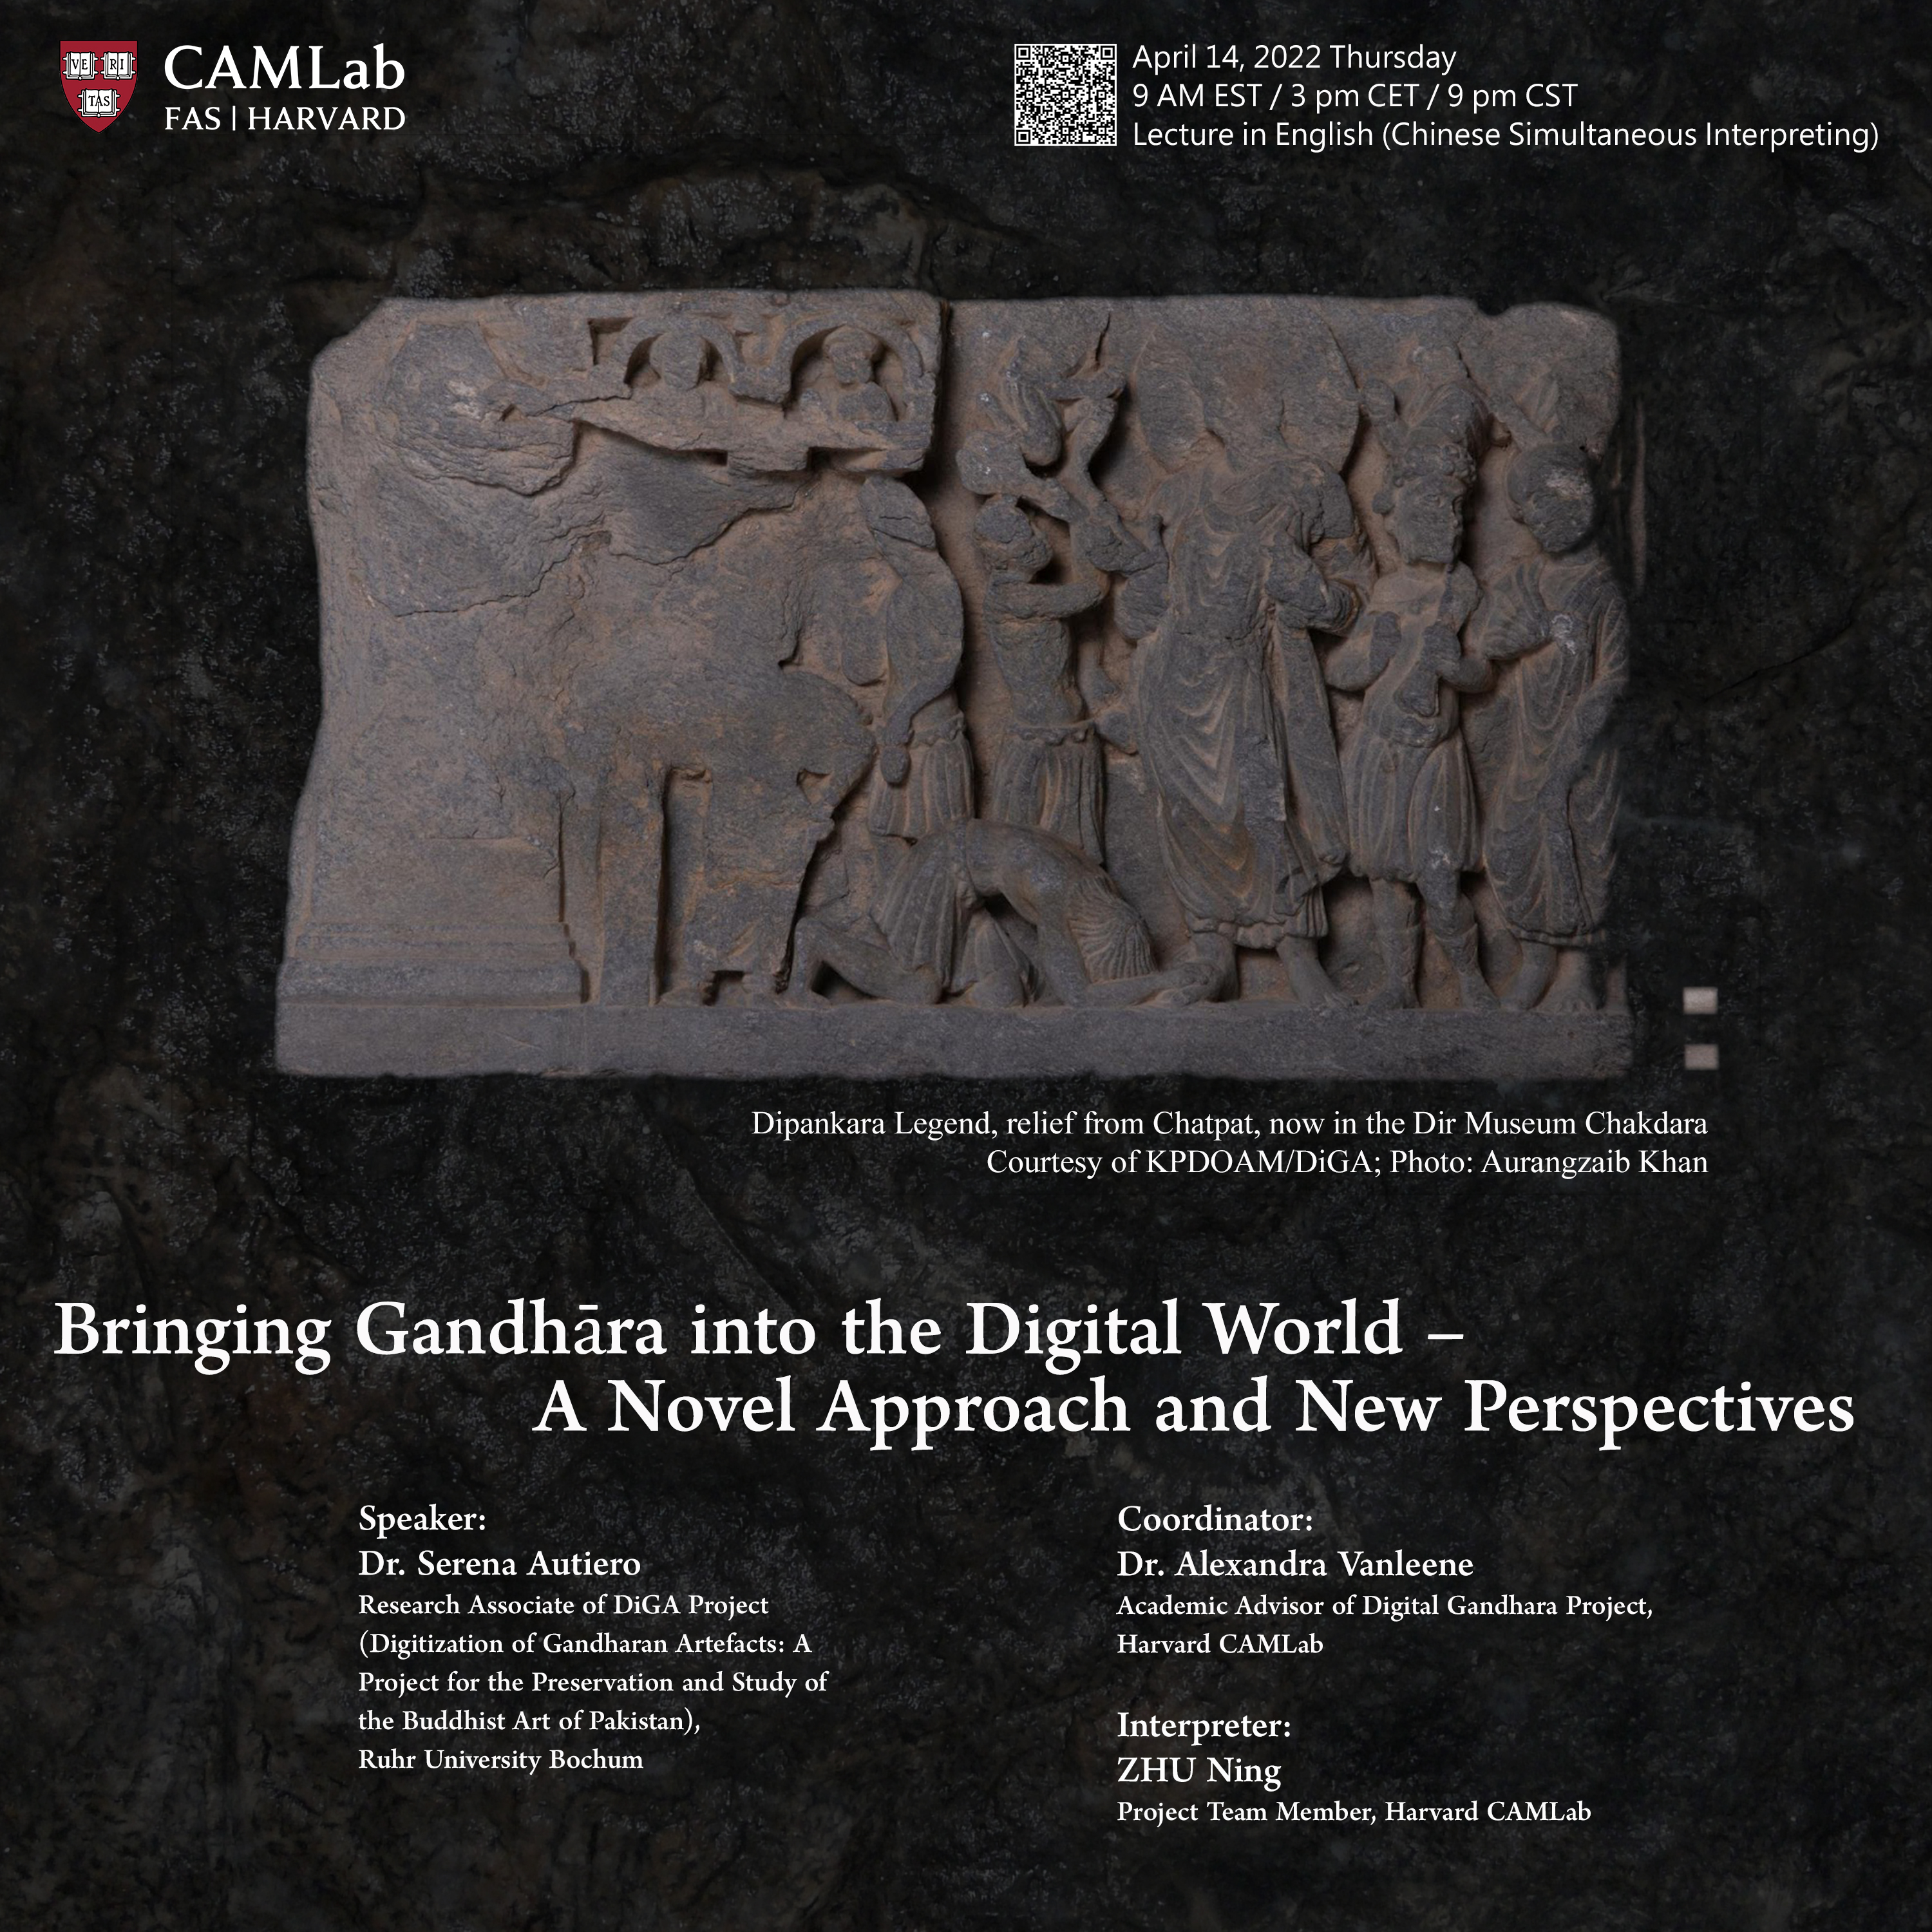 VE RI
TAS
CAMLab
FAS | HARVARD
April 14, 2022 Thursday
9 AM EST / 3 pm CET / 9 pm CST
Lecture in English (Chinese Simultaneous Interpreting)
Dipankara Legend, relief from Chatpat, now in the Dir Museum Chakdara
Courtesy of KPDOAM/DiGA; Photo: Aurangzaib Khan
Bringing Gandhāra into the Digital World –
A Novel Approach and New Perspectives
Speaker:
Dr. Serena Autiero
Research Associate of DiGA Project
(Digitization of Gandharan Artefacts: A
Project for the Preservation and Study of
the Buddhist Art of Pakistan),
Ruhr University Bochum
Coordinator:
Dr. Alexandra Vanleene
Academic Advisor of Digital Gandhara Project,
Harvard CAMLab
Interpreter:
ZHU Ning
Project Team Member, Harvard CAMLab